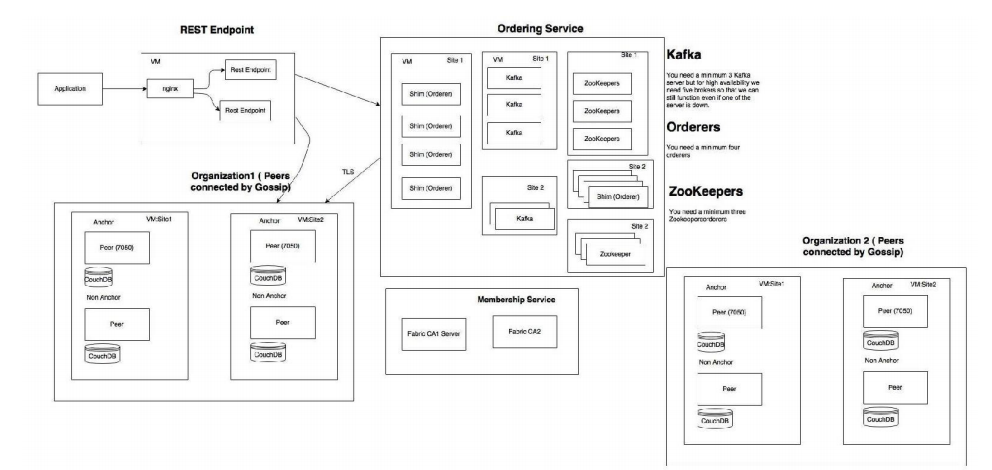 REST Endpoint
VM
Rest Endpoint
Application
nginx
Rest Endpoint
Ordering Service
VM
Site 1
Shim (Orderer)
Shim (Orderer)
Shim (Orderer)
Shim (Orderer)
VM
Site 1
Kafka
Kafka
Kafka
Site 1
ZooKeepers
ZooKeepers
ZooKeepers
Site 2
Kafka
Site 2
Shim (Orderer)
Site 2
Zookeeper
Kafka
You need a minimum 3 Kafka
server but for high availability we
need five brokers so that we can
still function even if one of the
server is down.
Orderers
You need a minimum four
orderers
ZooKeepers
You need a minimum three
Zookeepercorderers
TLS
Organization1 ( Peers
connected by Gossip)
Anchor
VM:Site1
Peer (7050)
CouchDB
Non Anchor
Peer
CouchDB
Anchor
VM:Site2
Peer (7050)
CouchDB
Non Anchor
Peer
CouchDB
Membership Service
Fabric CA1 Server
Fabric CA2
Organization 2 ( Peers
connected by Gossip)
Anchor
VM:Site1
Peer (7050)
CouchDB
Non Anchor
Peer
CouchDB
Anchor
VM:Site2
Peer (7050)
CouchDB
Non Anchor
Peer
CouchDB